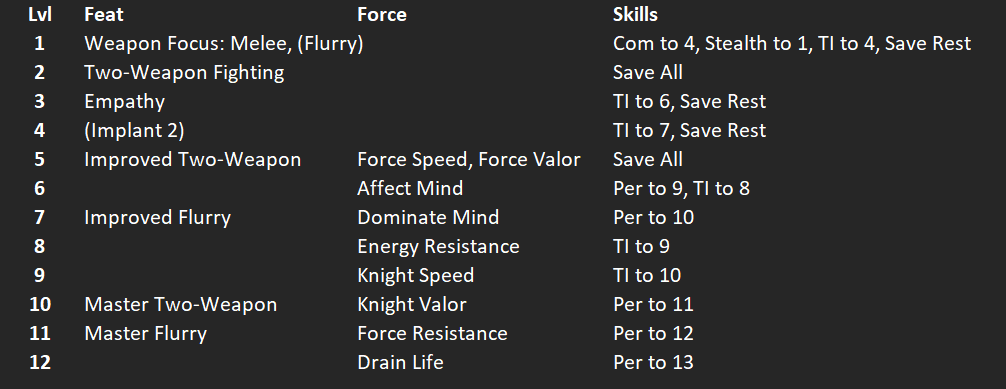 Lvl Feat Force Skills
1 Weapon Focus: Melee, (Flurry) Com to 4, Stealth to 1, TI to 4, Save Rest
2 Two-Weapon Fighting Save All
3 Empathy TI to 6, Save Rest
4 (Implant 2) TI to 7, Save Rest
5 Improved Two-Weapon Force Speed, Force Valor Save All
6 Affect Mind Per to 9, TI to 8
7 Improved Flurry Dominate Mind Per to 10
8 Energy Resistance TI to 9
9 Knight Speed TI to 10
10 Master Two-Weapon Knight Valor Per to 11
11 Master Flurry Force Resistance Per to 12
12 Drain Life Per to 13